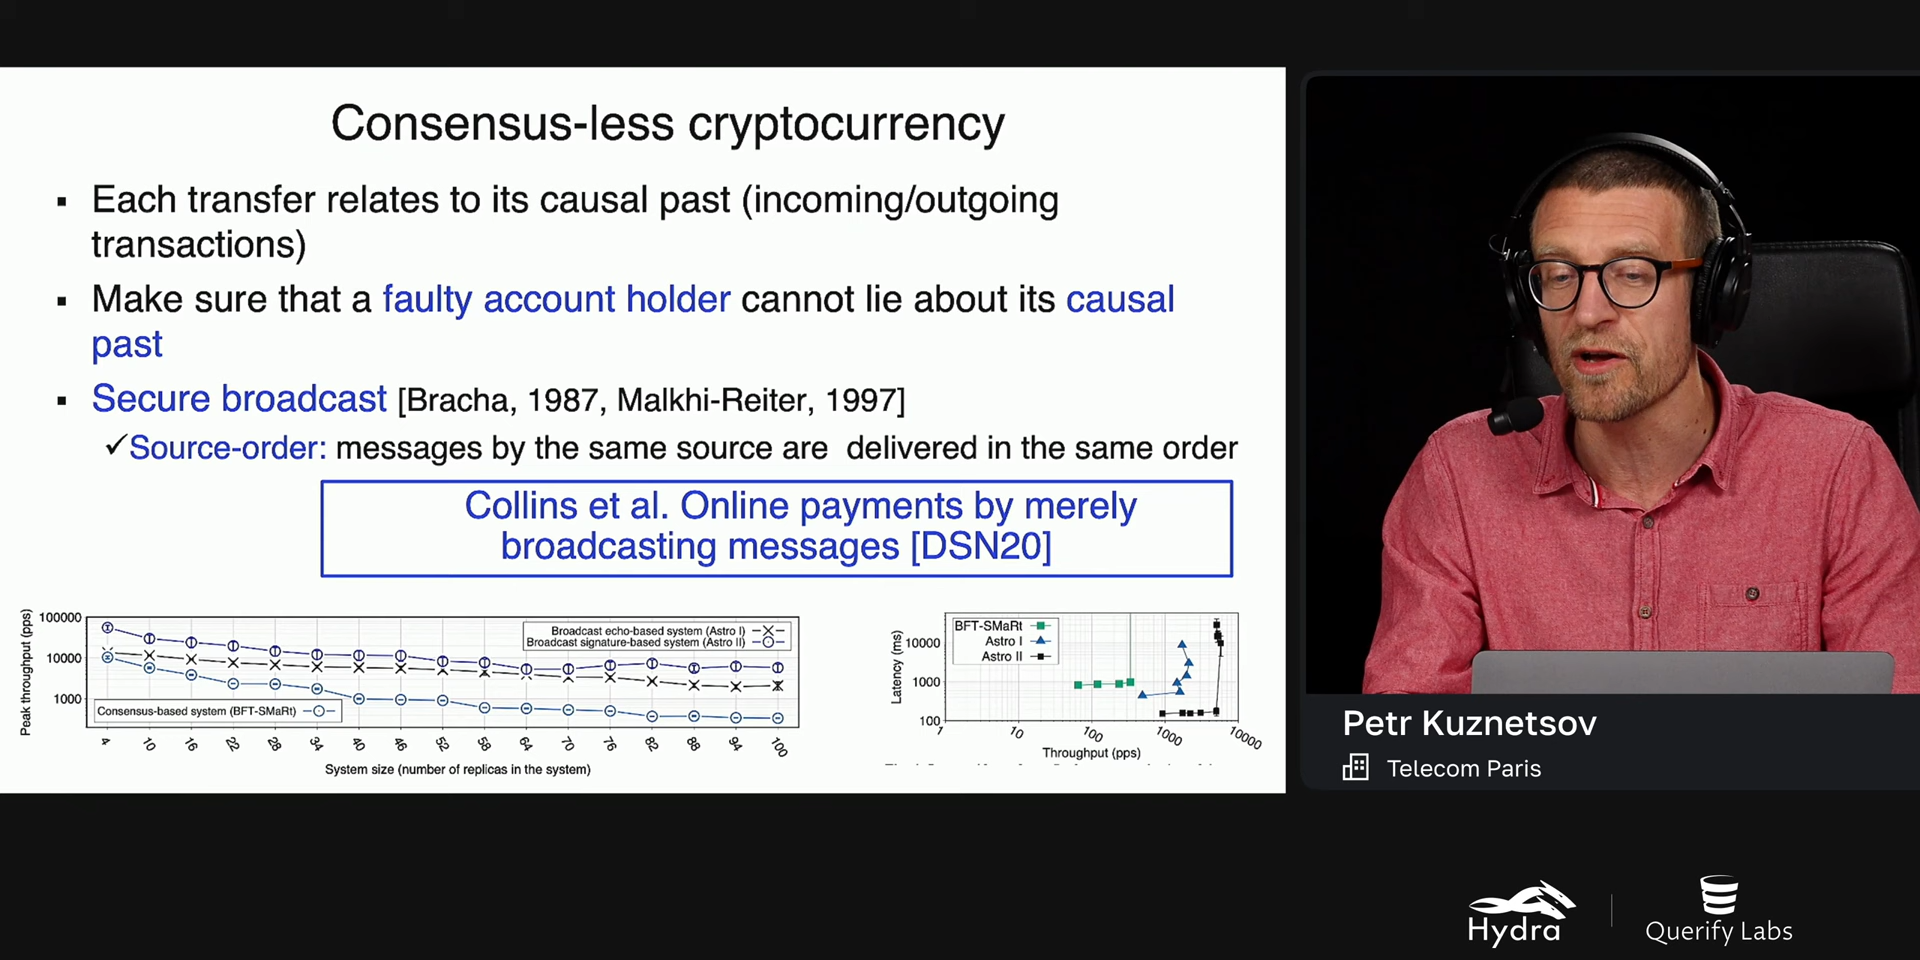 Consensus-less cryptocurrency
▪ Each transfer relates to its causal past (incoming/outgoing
transactions)
▪ Make sure that a faulty account holder cannot lie about its causal
past
▪ Secure broadcast [Bracha, 1987, Malkhi-Reiter, 1997]
✓Source-order: messages by the same source are delivered in the same order
Collins et al. Online payments by merely
broadcasting messages [DSN20]
Peak throughput (pps)
100000
10000
1000
Broadcast echo-based system (Astro I)
Broadcast signature-based system (Astro II)
Consensus-based system (BFT-SMaRt)
4 10 16 22 28 34 40 46 52 58 64 70 76 82 88 94 100
System size (number of replicas in the system)
Latency (ms)
10000
1000
100
BFT-SMaRt
Astro I
Astro II
1 10 100 1000 10000
Throughput (pps)
Petr Kuznetsov
Telecom Paris
Hydra
Querify Labs